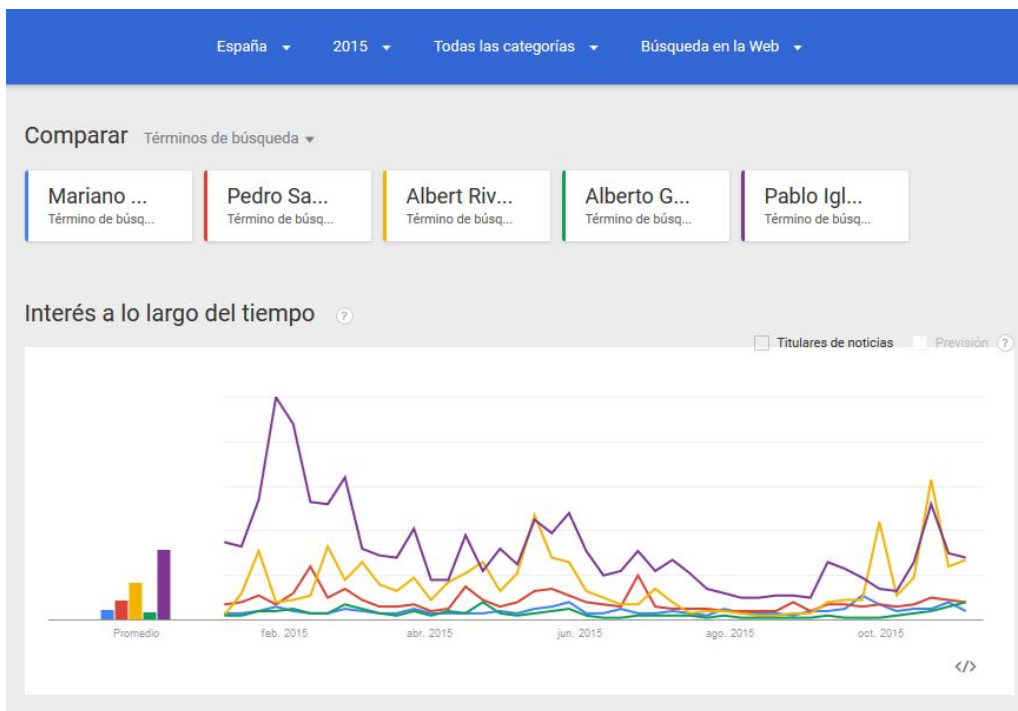 España 2015 Todas las categorías Búsqueda en la Web
Comparar Términos de búsqueda
Mariano ... Pedro Sa... Albert Riv... Alberto G... Pablo Igl...
Término de búsq... Término de búsq... Término de búsq... Término de búsq... Término de búsq...
Interés a lo largo del tiempo ?
Titulares de noticias Previsión ?
Promedio feb. 2015 abr. 2015 jun. 2015 ago. 2015 oct. 2015
</>